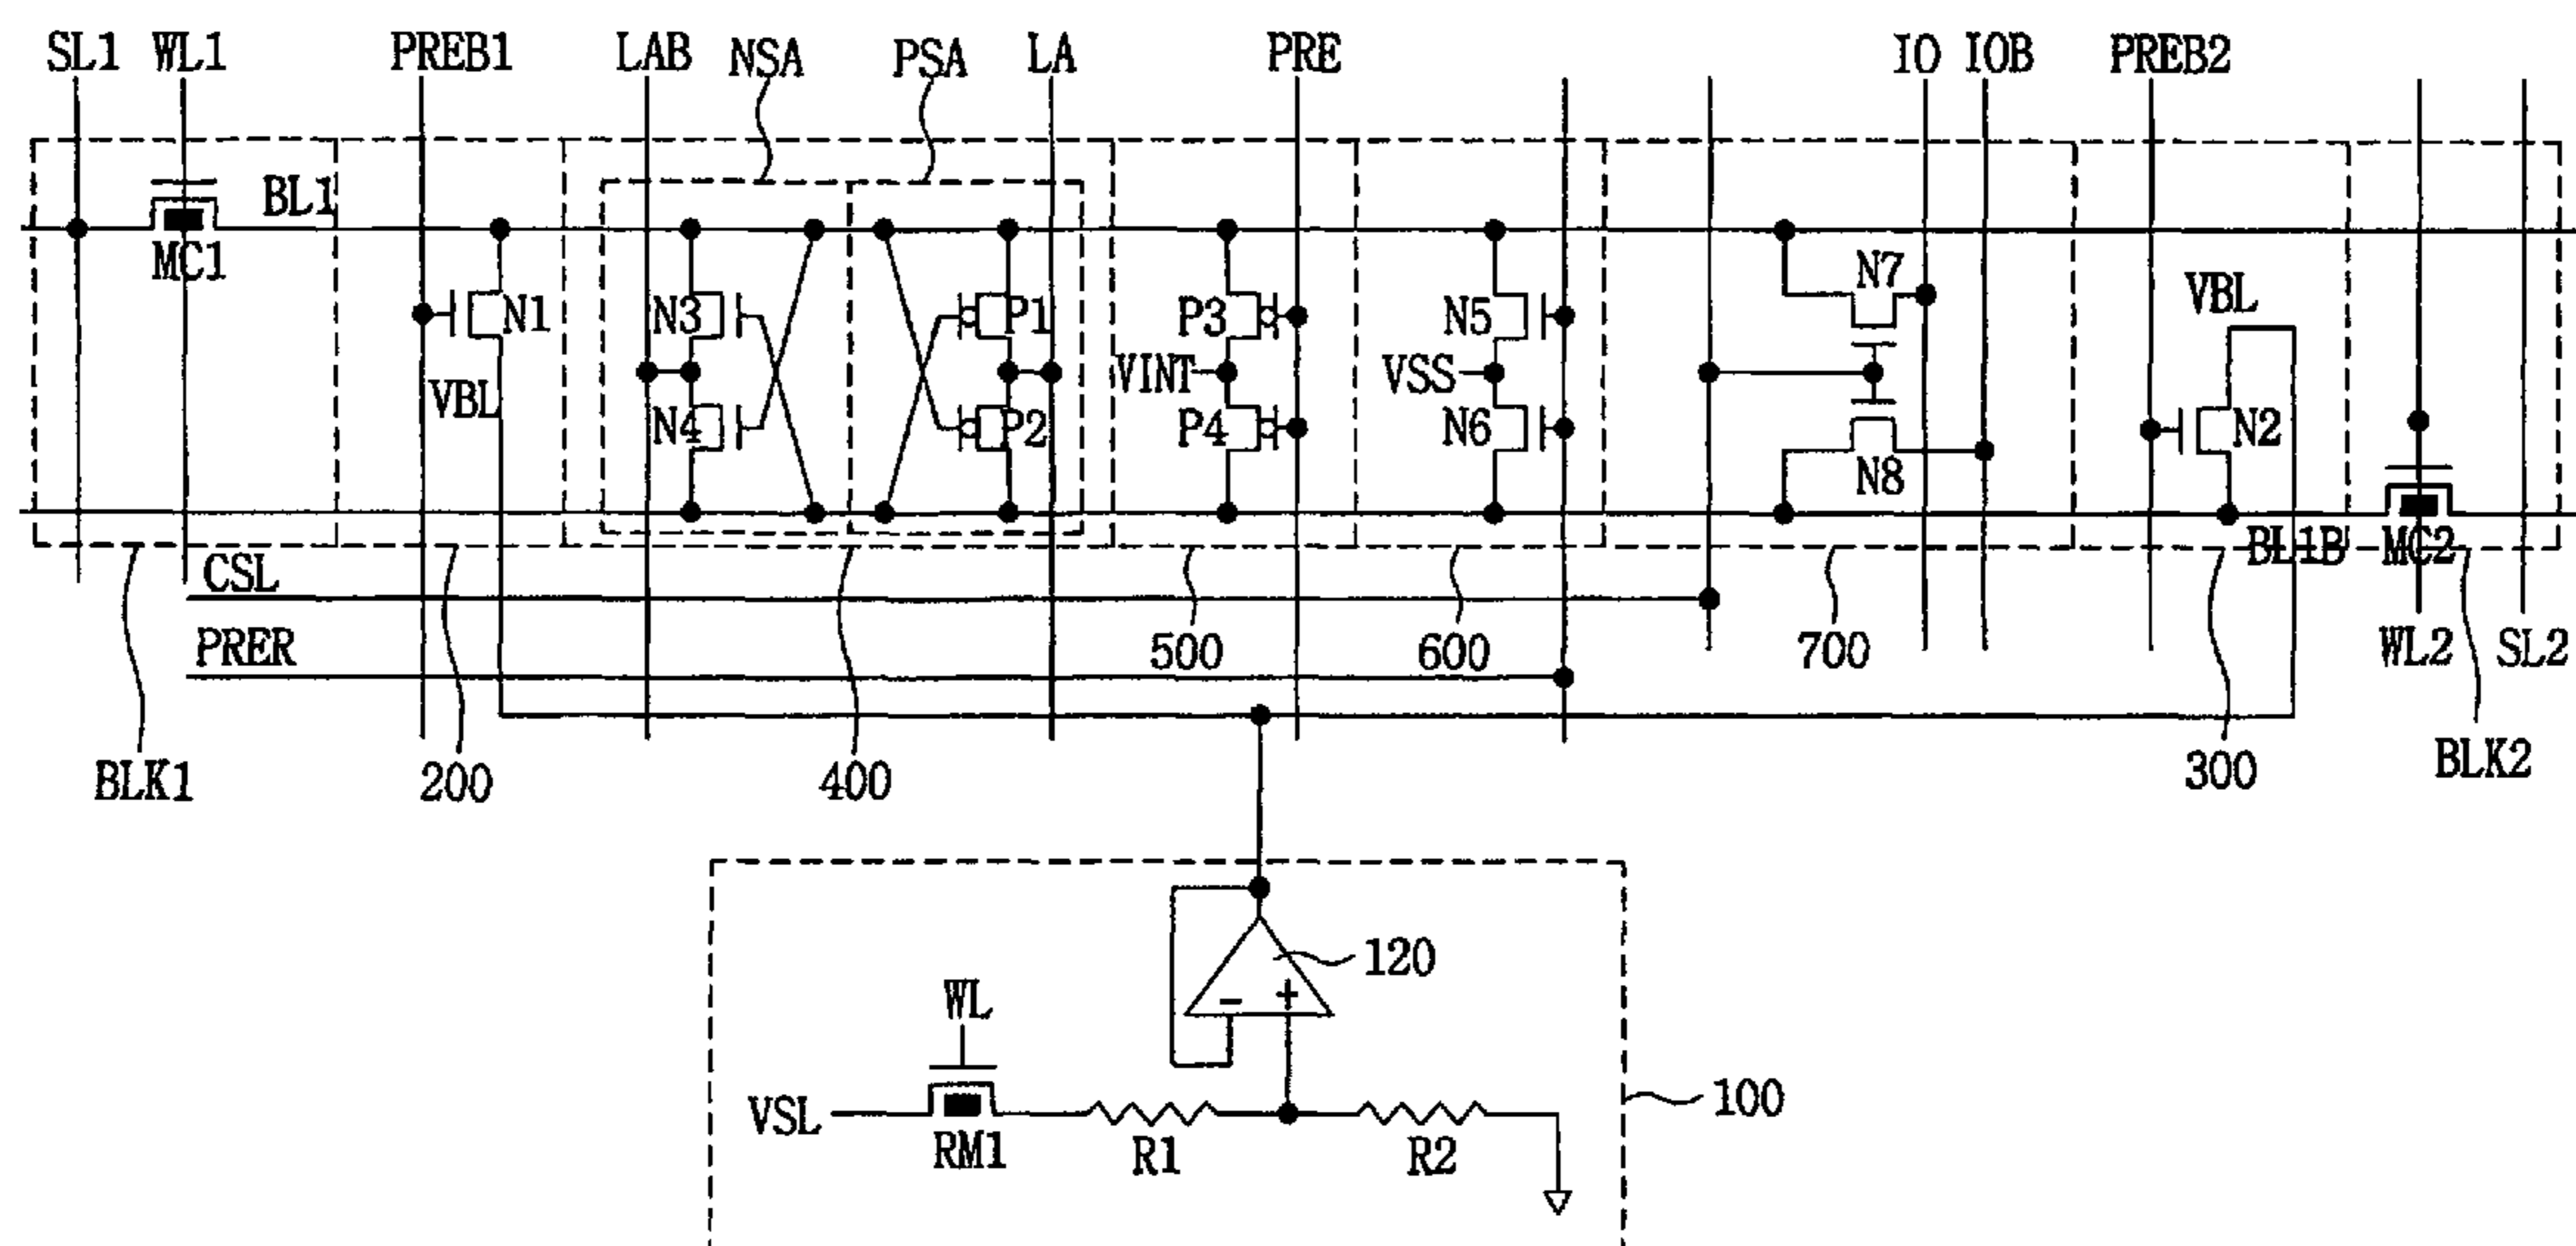 SL1 WL1 PREB1 LAB NSA PSA LA PRE IO IOB PREB2
BL1
MC1
N7
VBL
N1 N3 P1 P3 N5
VINT VSS
VBL N4 P2 P4 N6 N2
N8
BL1B MC2
CSL
PRER 500 600 700 WL2 SL2
BLK1 200 400 300 BLK2
120
- +
WL
VSL 100
RM1 R1 R2